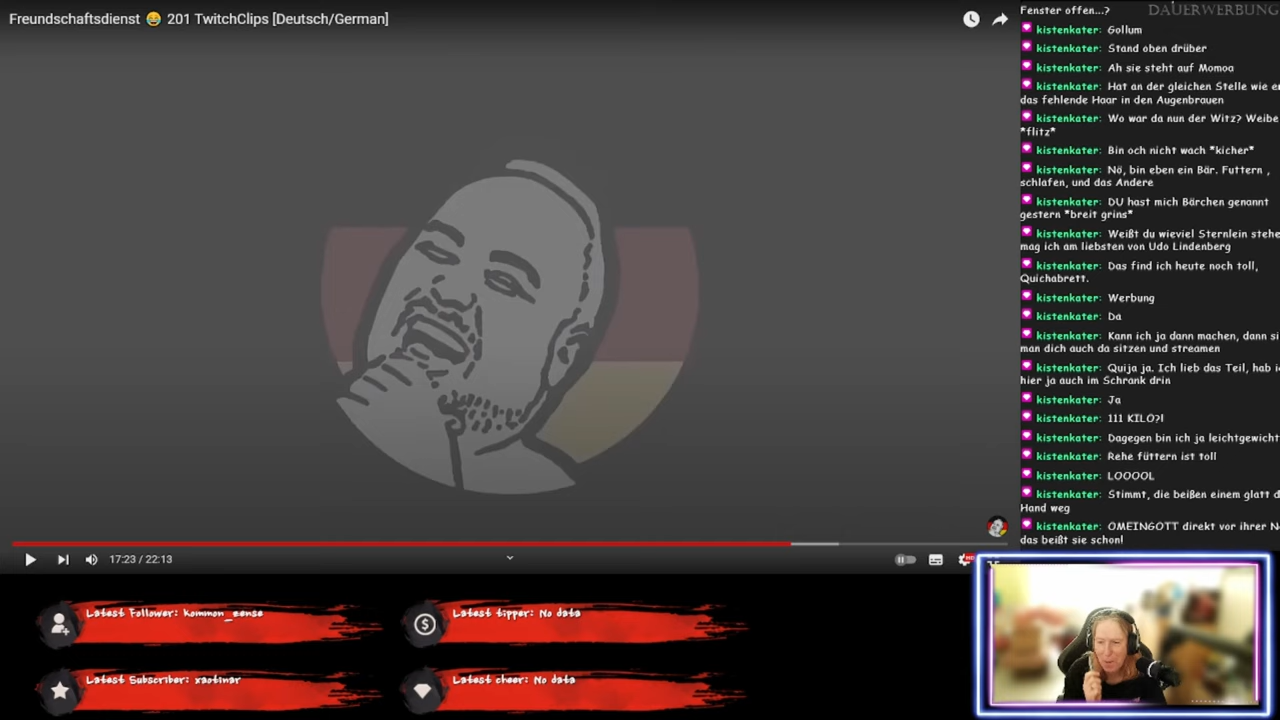 Freundschaftsdienst 😂 201 TwitchClips [Deutsch/German]
17:23 / 22:13
DAUERWERBUNG
Fenster offen...?
kistenkater: Gollum
kistenkater: Stand oben drüber
kistenkater: Ah sie steht auf Momoa
kistenkater: Hat an der gleichen Stelle wie er
das fehlende Haar in den Augenbrauen
kistenkater: Wo war da nun der Witz? Weibe
*flitz*
kistenkater: Bin och nicht wach *kicher*
kistenkater: Nö, bin eben ein Bär. Futtern ,
schlafen, und das Andere
kistenkater: DU hast mich Bärchen genannt
gestern *breit grins*
kistenkater: Weißt du wieviel Sternlein stehe
mag ich am liebsten von Udo Lindenberg
kistenkater: Das find ich heute noch toll,
Quichabrett.
kistenkater: Werbung
kistenkater: Da
kistenkater: Kann ich ja dann machen, dann si
man dich auch da sitzen und streamen
kistenkater: Quija ja. Ich lieb das Teil, hab i
hier ja auch im Schrank drin
kistenkater: Ja
kistenkater: 111 KILO?!
kistenkater: Dagegen bin ich ja leichtgewicht
kistenkater: Rehe füttern ist toll
kistenkater: LOOOOL
kistenkater: Stimmt, die beißen einem glatt d
Hand weg
kistenkater: OMEINGOTT direkt vor ihrer N
das beißt sie schon!
Latest Follower: kommon_zense
Latest tipper: No data
Latest Subscriber: xaotinar
Latest cheer: No data